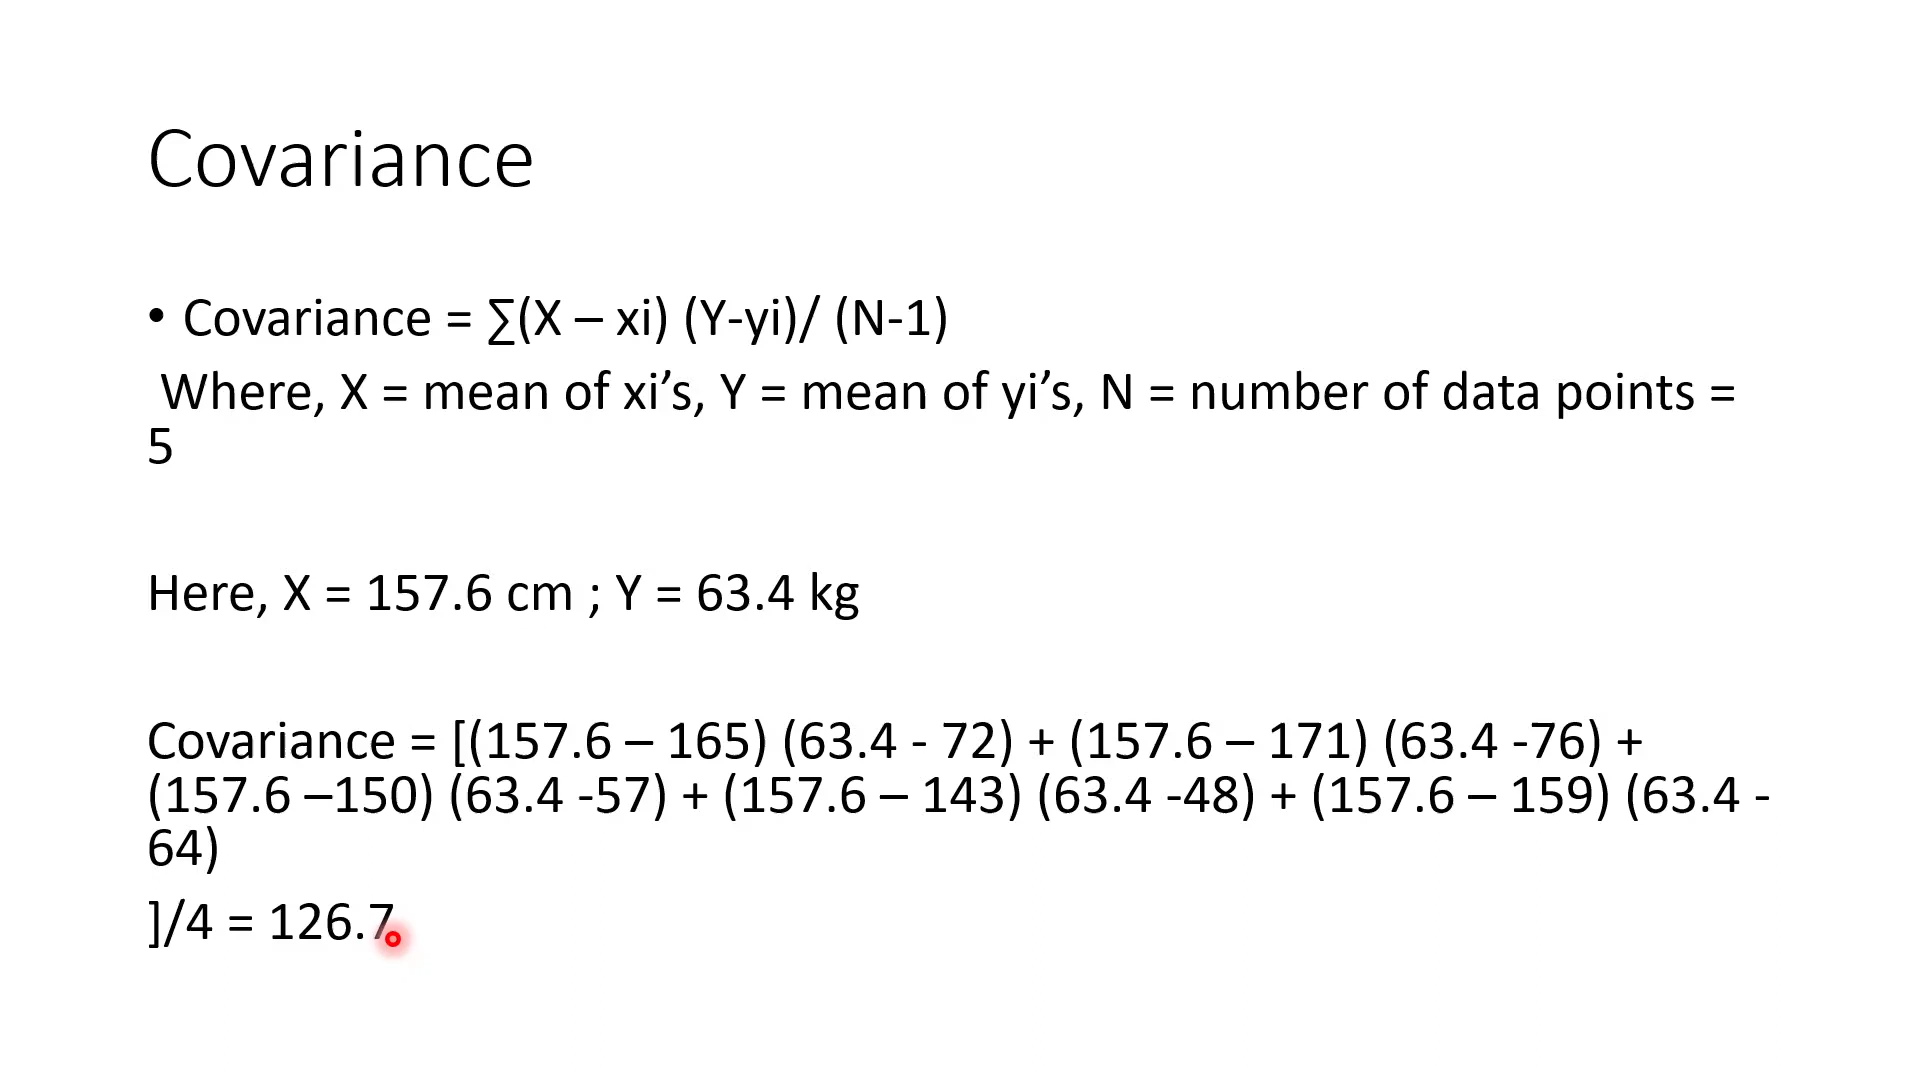 Covariance
• Covariance = ∑(X – xi) (Y-yi)/ (N-1)
Where, X = mean of xi’s, Y = mean of yi’s, N = number of data points =
5
Here, X = 157.6 cm ; Y = 63.4 kg
Covariance = [(157.6 – 165) (63.4 - 72) + (157.6 – 171) (63.4 -76) +
(157.6 –150) (63.4 -57) + (157.6 – 143) (63.4 -48) + (157.6 – 159) (63.4 -
64)
]/4 = 126.7